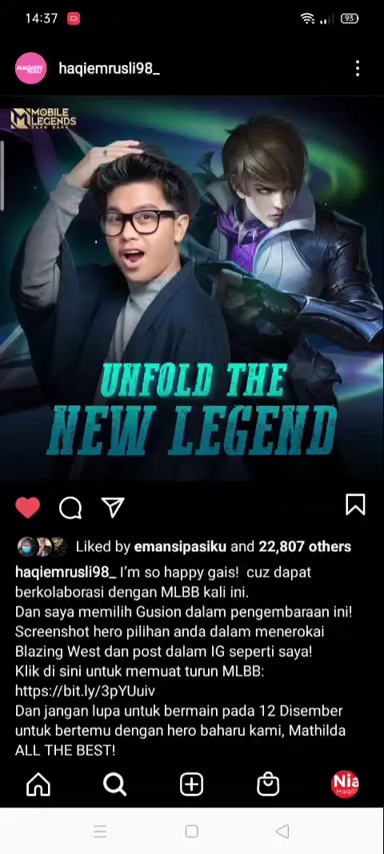 14:37
93
HAQIEM
RUSLI
haqiemrusli98_
MOBILE
LEGENDS
BANG BANG
UNFOLD THE
NEW LEGEND
Liked by emansipasiku and 22,807 others
haqiemrusli98_ I'm so happy gais! cuz dapat
berkolaborasi dengan MLBB kali ini.
Dan saya memilih Gusion dalam pengembaraan ini!
Screenshot hero pilihan anda dalam menerokai
Blazing West dan post dalam IG seperti saya!
Klik di sini untuk memuat turun MLBB:
https://bit.ly/3pYUuiv
Dan jangan lupa untuk bermain pada 12 Disember
untuk bertemu dengan hero baharu kami, Mathilda
ALL THE BEST!
Nia